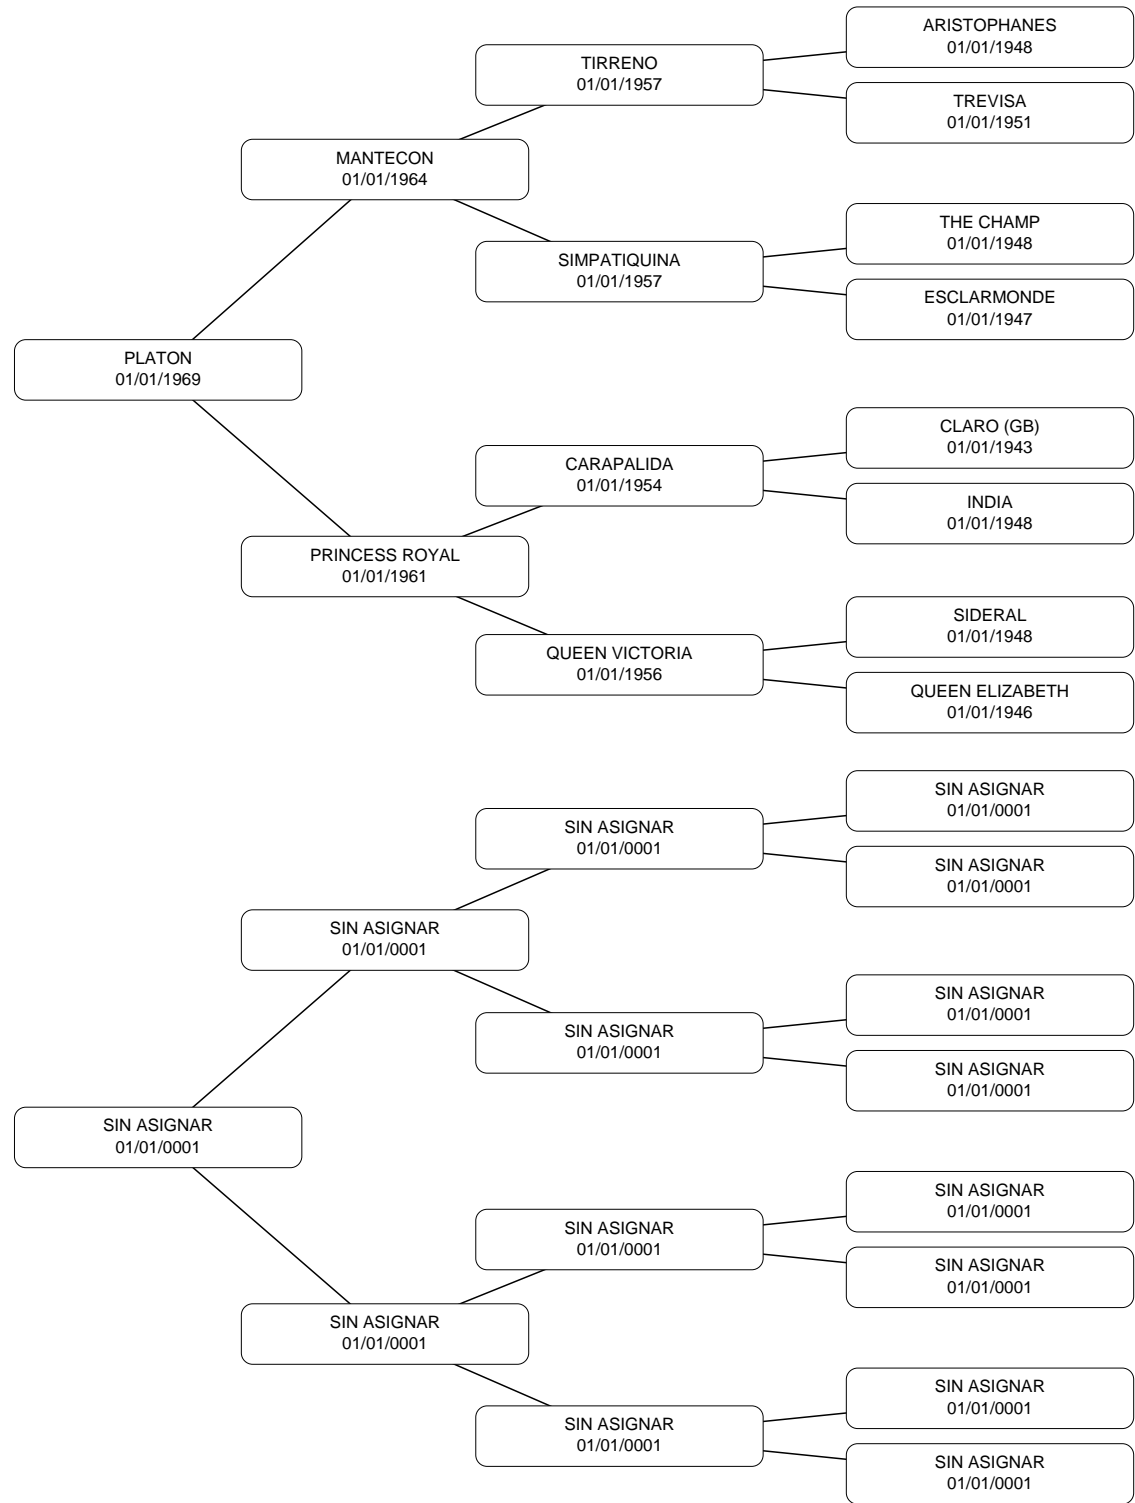 ARISTOPHANES
01/01/1948
TIRRENO
01/01/1957
TREVISA
01/01/1951
MANTECON
01/01/1964
THE CHAMP
01/01/1948
SIMPATIQUINA
01/01/1957
ESCLARMONDE
01/01/1947
PLATON
01/01/1969
CLARO (GB)
01/01/1943
CARAPALIDA
01/01/1954
INDIA
01/01/1948
PRINCESS ROYAL
01/01/1961
SIDERAL
01/01/1948
QUEEN VICTORIA
01/01/1956
QUEEN ELIZABETH
01/01/1946
SIN ASIGNAR
01/01/0001
SIN ASIGNAR
01/01/0001
SIN ASIGNAR
01/01/0001
SIN ASIGNAR
01/01/0001
SIN ASIGNAR
01/01/0001
SIN ASIGNAR
01/01/0001
SIN ASIGNAR
01/01/0001
SIN ASIGNAR
01/01/0001
SIN ASIGNAR
01/01/0001
SIN ASIGNAR
01/01/0001
SIN ASIGNAR
01/01/0001
SIN ASIGNAR
01/01/0001
SIN ASIGNAR
01/01/0001
SIN ASIGNAR
01/01/0001
SIN ASIGNAR
01/01/0001